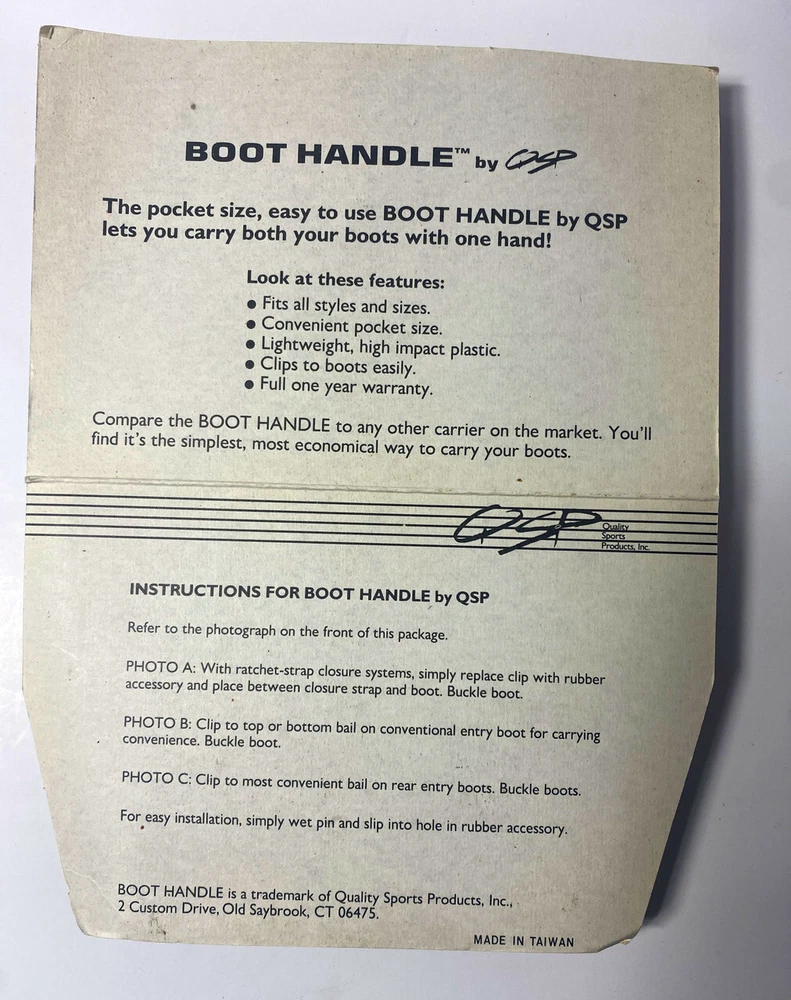 BOOT HANDLE™ by QSP
The pocket size, easy to use BOOT HANDLE by QSP
lets you carry both your boots with one hand!
Look at these features:
● Fits all styles and sizes.
● Convenient pocket size.
● Lightweight, high impact plastic.
● Clips to boots easily.
● Full one year warranty.
Compare the BOOT HANDLE to any other carrier on the market. You'll
find it's the simplest, most economical way to carry your boots.
QSP
Quality
Sports
Products, Inc.
INSTRUCTIONS FOR BOOT HANDLE by QSP
Refer to the photograph on the front of this package.
PHOTO A: With ratchet-strap closure systems, simply replace clip with rubber
accessory and place between closure strap and boot. Buckle boot.
PHOTO B: Clip to top or bottom bail on conventional entry boot for carrying
convenience. Buckle boot.
PHOTO C: Clip to most convenient bail on rear entry boots. Buckle boots.
For easy installation, simply wet pin and slip into hole in rubber accessory.
BOOT HANDLE is a trademark of Quality Sports Products, Inc.,
2 Custom Drive, Old Saybrook, CT 06475.
MADE IN TAIWAN